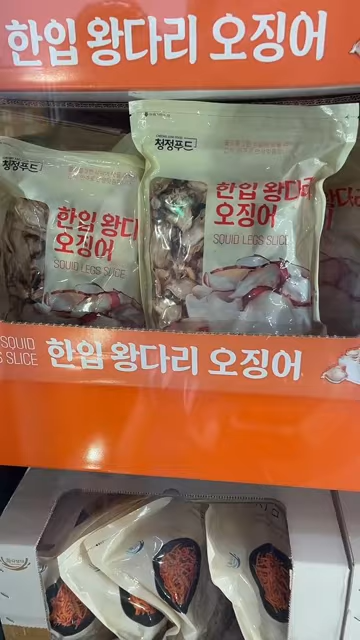 한입 왕다리 오징어
청정푸드
한입 왕다
오징어
SQUID LEGS SLICE
청정푸드
한입 왕다리
오징어
SQUID LEGS SLICE
SQUID
S SLICE
한입 왕다리 오징어